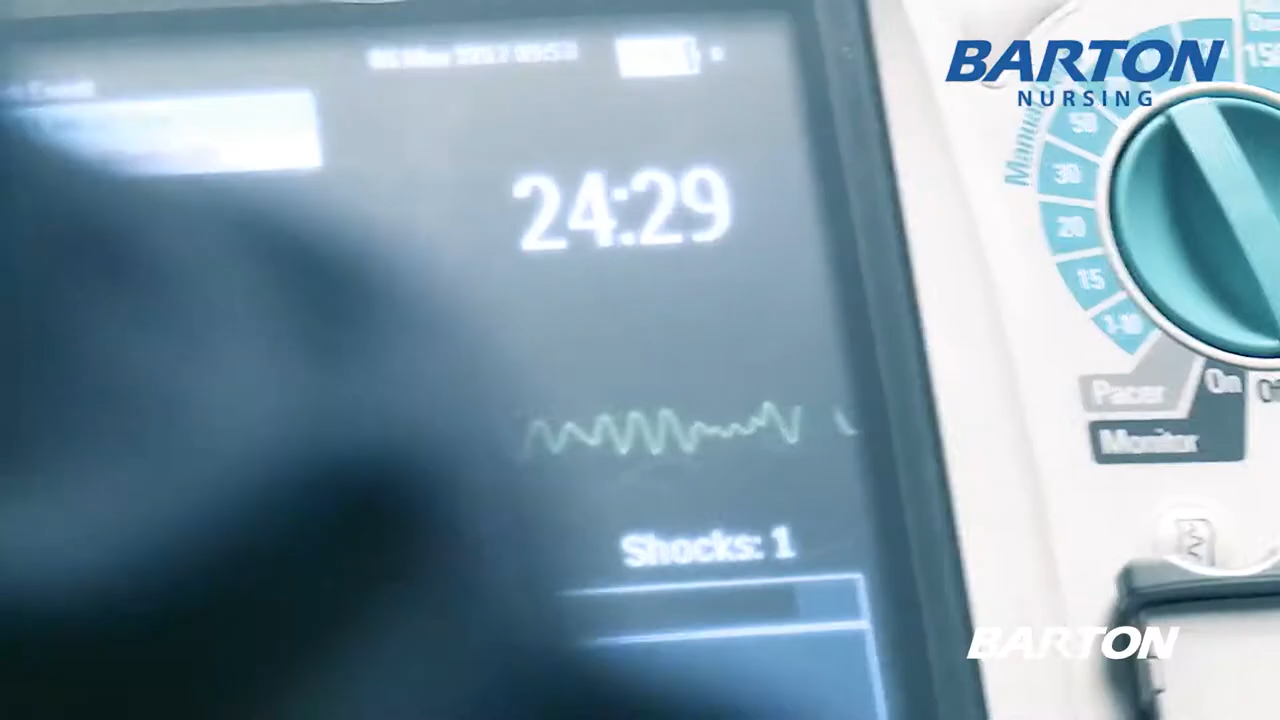 BARTON
NURSING
24:29
Manual
50
30
20
15
1-10
Pacer
On
Monitor
Shocks: 1
BARTON